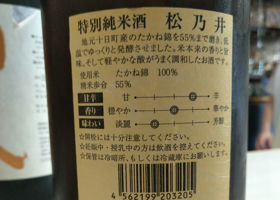 特別純米酒 松乃井
地元十日町産のたかね錦を55%まで磨き、低
温でゆっくりと発酵させました。米本来の香りと旨
味。そして軽やかな酸がうまく調和したお酒です。
使用米 たかね錦 100%
精米歩合 55%
甘辛 甘 辛
香り 穏やか 華やか
味わい 淡麗 芳醇
☆開栓には十分注意してください。
☆妊娠中・授乳中の方は飲酒を控えてください。
☆保管は冷暗所、もしくは冷蔵庫にお願いします。
4562199203205